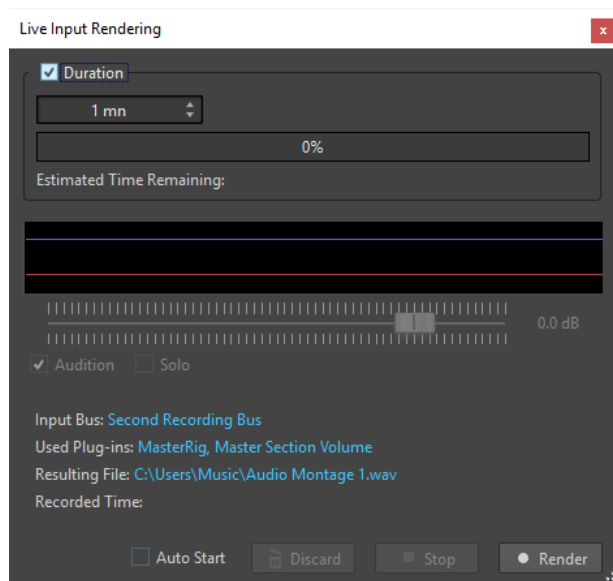 Live Input Rendering
x
Duration
1 mn
0%
Estimated Time Remaining:
0.0 dB
Audition Solo
Input Bus: Second Recording Bus
Used Plug-ins: MasterRig, Master Section Volume
Resulting File: C:\Users\Music\Audio Montage 1.wav
Recorded Time:
Auto Start Discard Stop Render